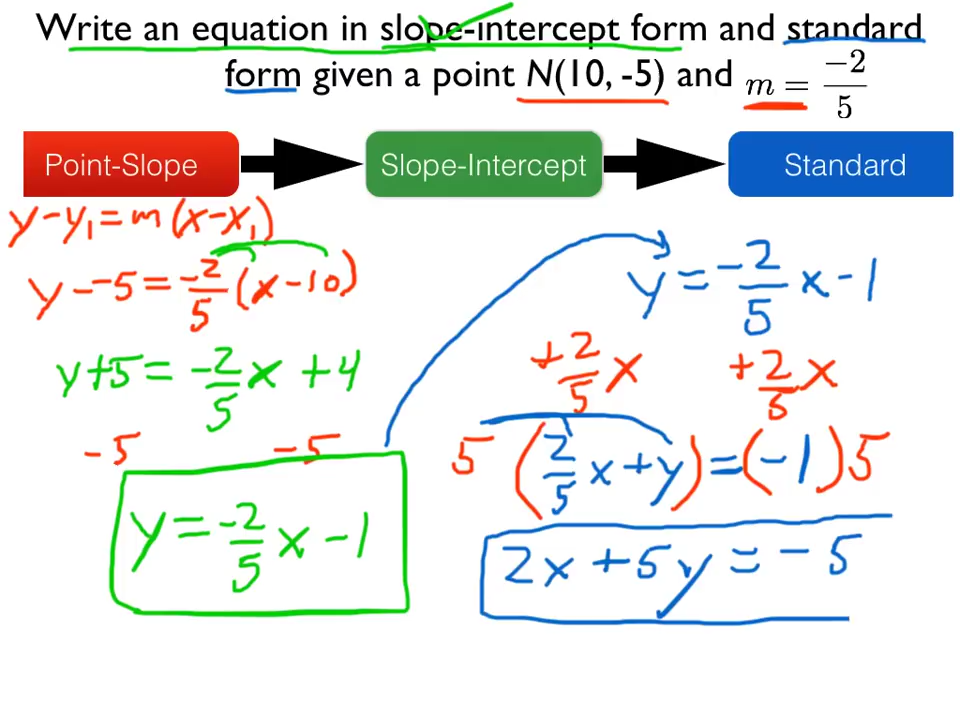 Write an equation in slope-intercept form and standard
form given a point N(10, -5) and m = -2/5
Point-Slope
Slope-Intercept
Standard
y-y₁=m(x-x₁)
y--5=-2/5(x-10)
y+5=-2/5x+4
-5 -5
y=-2/5x-1
y=-2/5x-1
+2/5x +2/5x
5(2/5x+y)=(-1)5
2x+5y=-5